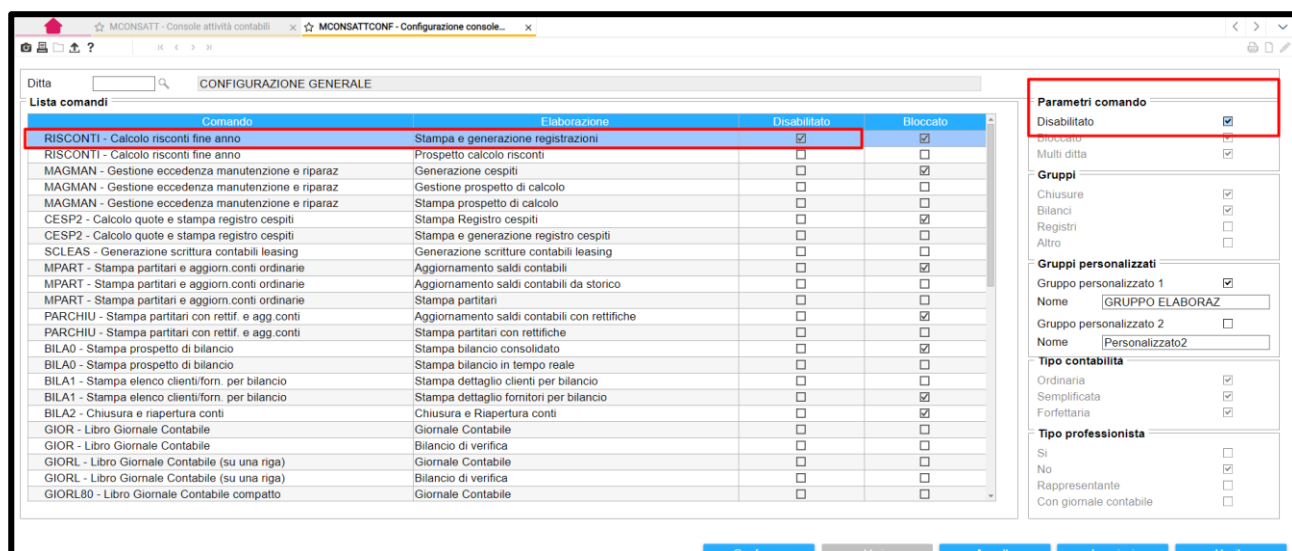 MCONSATT - Console attività contabili
MCONSATTCONF - Configurazione console...
Ditta
CONFIGURAZIONE GENERALE
Lista comandi
Comando Elaborazione Disabilitato Bloccato
RISCONTI - Calcolo risconti fine anno Stampa e generazione registrazioni
RISCONTI - Calcolo risconti fine anno Prospetto calcolo risconti
MAGMAN - Gestione eccedenza manutenzione e riparaz Generazione cespiti
MAGMAN - Gestione eccedenza manutenzione e riparaz Gestione prospetto di calcolo
MAGMAN - Gestione eccedenza manutenzione e riparaz Stampa prospetto di calcolo
CESP2 - Calcolo quote e stampa registro cespiti Stampa Registro cespiti
CESP2 - Calcolo quote e stampa registro cespiti Stampa e generazione registro cespiti
SCLEAS - Generazione scrittura contabili leasing Generazione scritture contabili leasing
MPART - Stampa partitari e aggiorn.conti ordinarie Aggiornamento saldi contabili
MPART - Stampa partitari e aggiorn.conti ordinarie Aggiornamento saldi contabili da storico
MPART - Stampa partitari e aggiorn.conti ordinarie Stampa partitari
PARCHIU - Stampa partitari con rettif. e agg.conti Aggiornamento saldi contabili con rettifiche
PARCHIU - Stampa partitari con rettif. e agg.conti Stampa partitari con rettifiche
BILA0 - Stampa prospetto di bilancio Stampa bilancio consolidato
BILA0 - Stampa prospetto di bilancio Stampa bilancio in tempo reale
BILA1 - Stampa elenco clienti/forn. per bilancio Stampa dettaglio clienti per bilancio
BILA1 - Stampa elenco clienti/forn. per bilancio Stampa dettaglio fornitori per bilancio
BILA2 - Chiusura e riapertura conti Chiusura e Riapertura conti
GIOR - Libro Giornale Contabile Giornale Contabile
GIOR - Libro Giornale Contabile Bilancio di verifica
GIORL - Libro Giornale Contabile (su una riga) Giornale Contabile
GIORL - Libro Giornale Contabile (su una riga) Bilancio di verifica
GIORL80 - Libro Giornale Contabile compatto Giornale Contabile
Parametri comando
Disabilitato
Bloccato
Multi ditta
Gruppi
Chiusure
Bilanci
Registri
Altro
Gruppi personalizzati
Gruppo personalizzato 1
Nome GRUPPO ELABORAZ
Gruppo personalizzato 2
Nome Personalizzato2
Tipo contabilità
Ordinaria
Semplificata
Forfettaria
Tipo professionista
Si
No
Rappresentante
Con giornale contabile